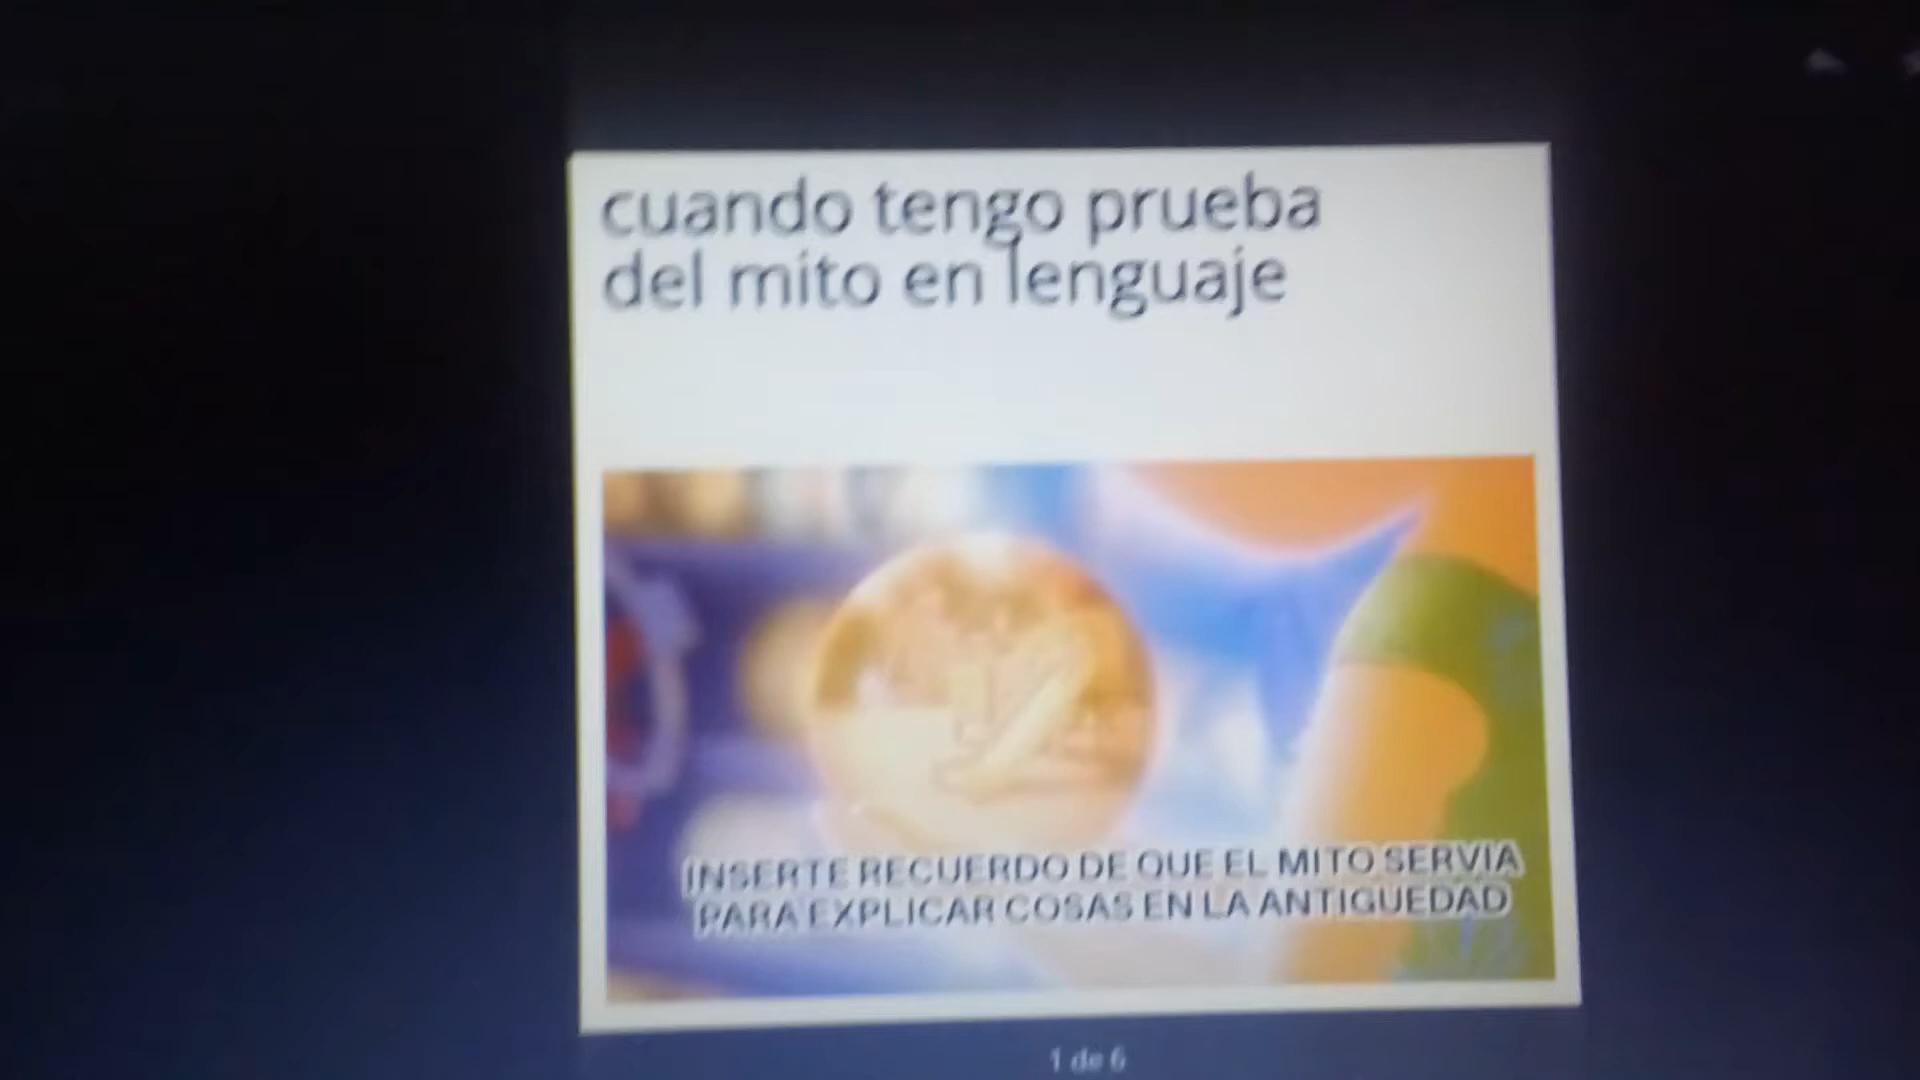 cuando tengo prueba
del mito en lenguaje
INSERTE RECUERDO DE QUE EL MITO SERVIA
PARA EXPLICAR COSAS EN LA ANTIGUEDAD
1 de 6